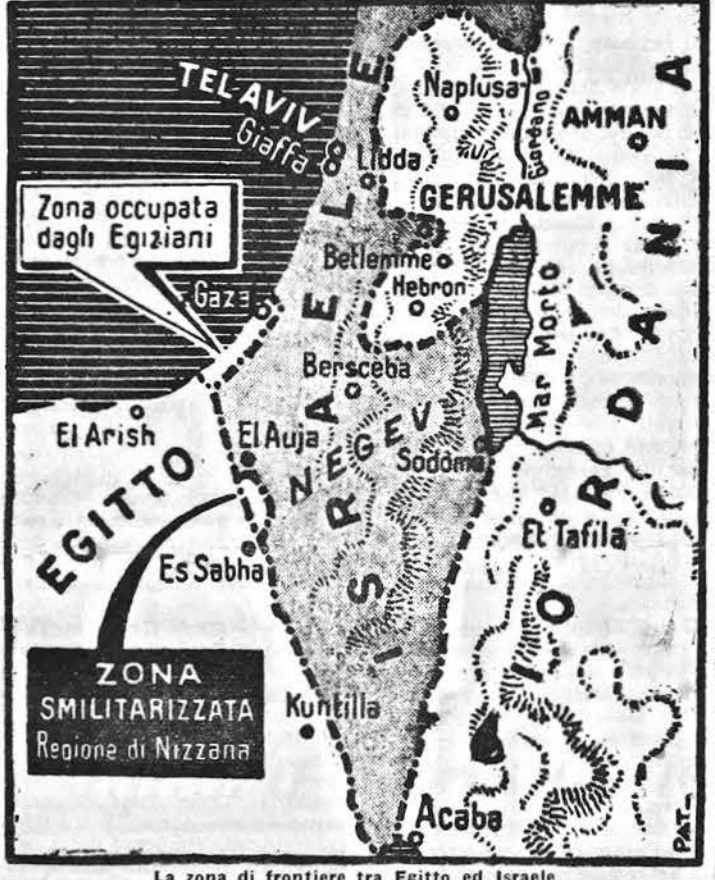 TEL-AVIV
Giaffa
Lidda
Naplusa
Giordano
AMMAN
GERUSALEMME
Zona occupata
dagli Egiziani
Betlemme
Hebron
Gaza
Mar Morto
Bersceba
El Arish
El Auja
NEGEV
Sodoma
EGITTO
ISRAELE
GIORDANIA
Es Sabha
Et Tafila
ZONA
SMILITARIZZATA
Regione di Nizzana
Kuntilla
Acaba
PAT_
La zona di frontiere tra Egitto ed Israele